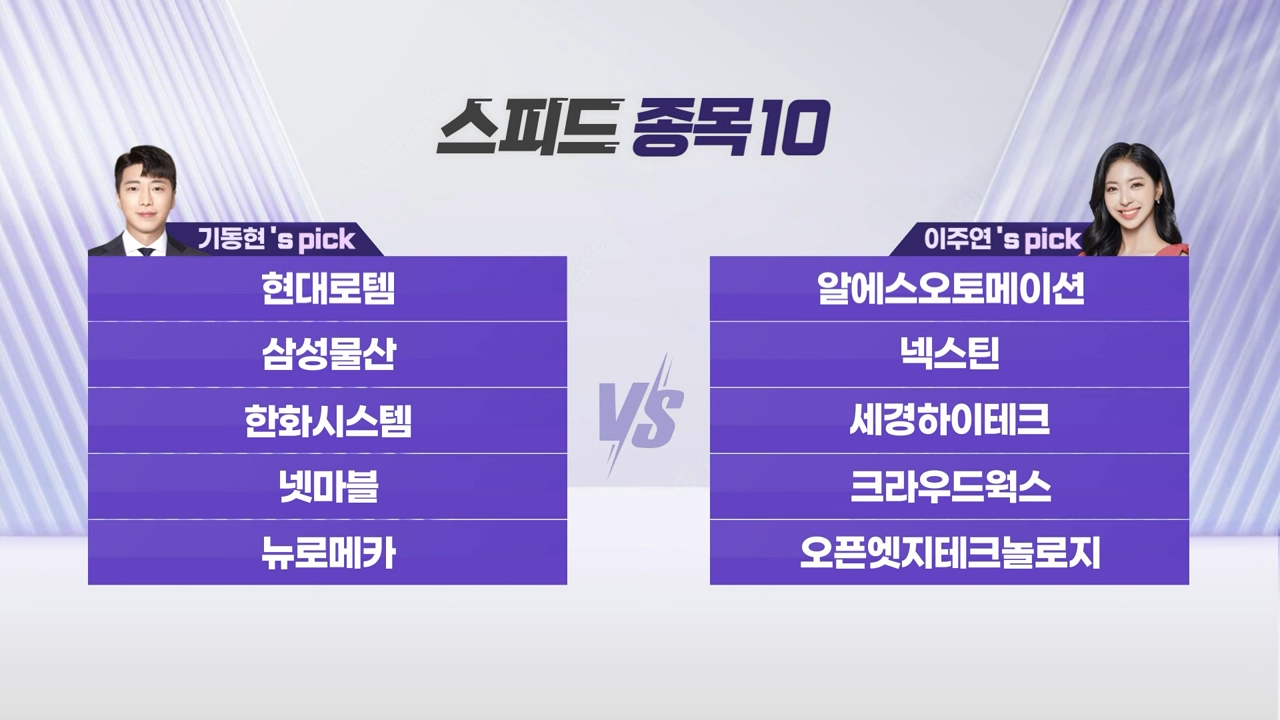 스피드 종목10
기동현 's pick
현대로템
삼성물산
한화시스템
넷마블
뉴로메카
VS
이주연 's pick
알에스오토메이션
넥스틴
세경하이테크
크라우드웍스
오픈엣지테크놀로지